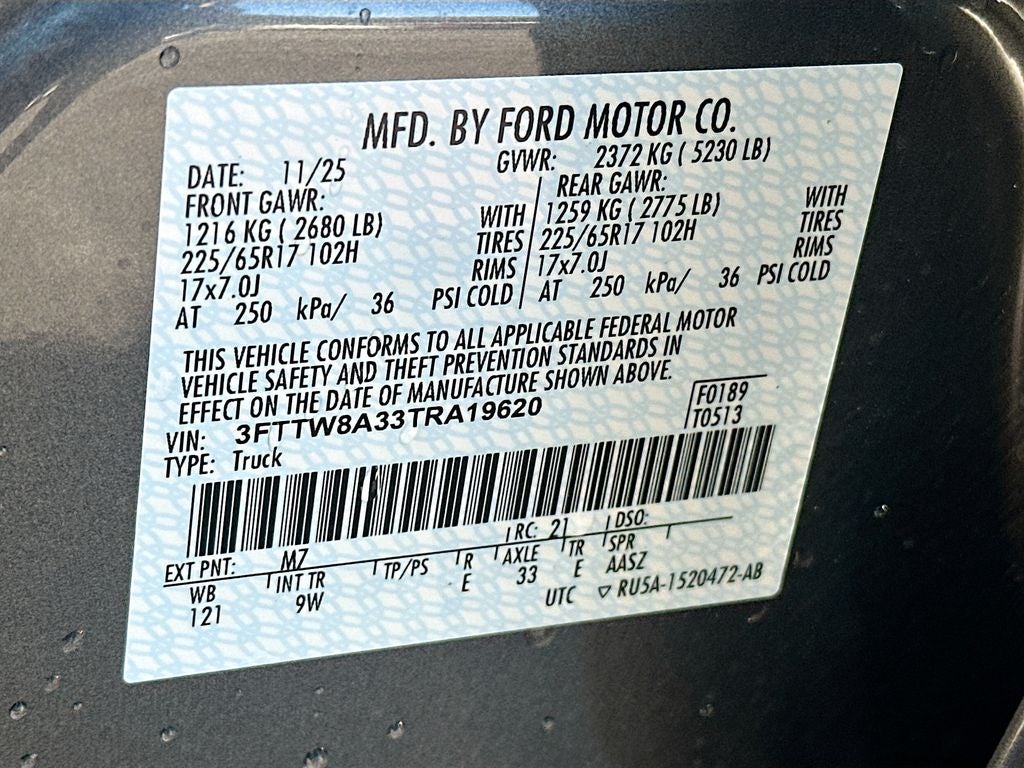 MFD. BY FORD MOTOR CO.
DATE: 11/25 GVWR: 2372 KG ( 5230 LB)
FRONT GAWR: REAR GAWR:
1216 KG ( 2680 LB) WITH 1259 KG ( 2775 LB) WITH
225/65R17 102H TIRES 225/65R17 102H TIRES
17x7.0J RIMS 17x7.0J RIMS
AT 250 kPa/ 36 PSI COLD AT 250 kPa/ 36 PSI COLD
THIS VEHICLE CONFORMS TO ALL APPLICABLE FEDERAL MOTOR
VEHICLE SAFETY AND THEFT PREVENTION STANDARDS IN
EFFECT ON THE DATE OF MANUFACTURE SHOWN ABOVE.
VIN: 3FTTW8A33TRA19620 F0189
TYPE: Truck T0513
EXT PNT: MZ RC: 21 DSO:
WB INT TR TP/PS R AXLE TR SPR
121 9W E 33 E AASZ
UTC ▽ RU5A-1520472-AB